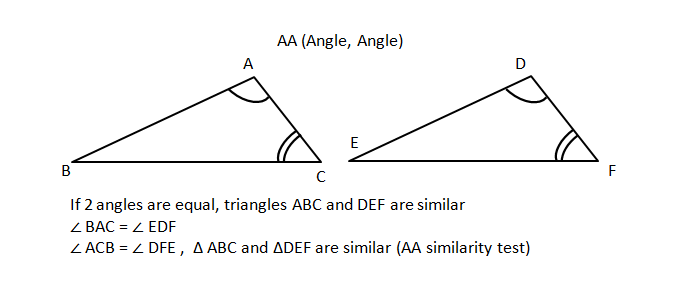 AA (Angle, Angle)
A
D
E
B
C
F
If 2 angles are equal, triangles ABC and DEF are similar
∠ BAC = ∠ EDF
∠ ACB = ∠ DFE , Δ ABC and ΔDEF are similar (AA similarity test)